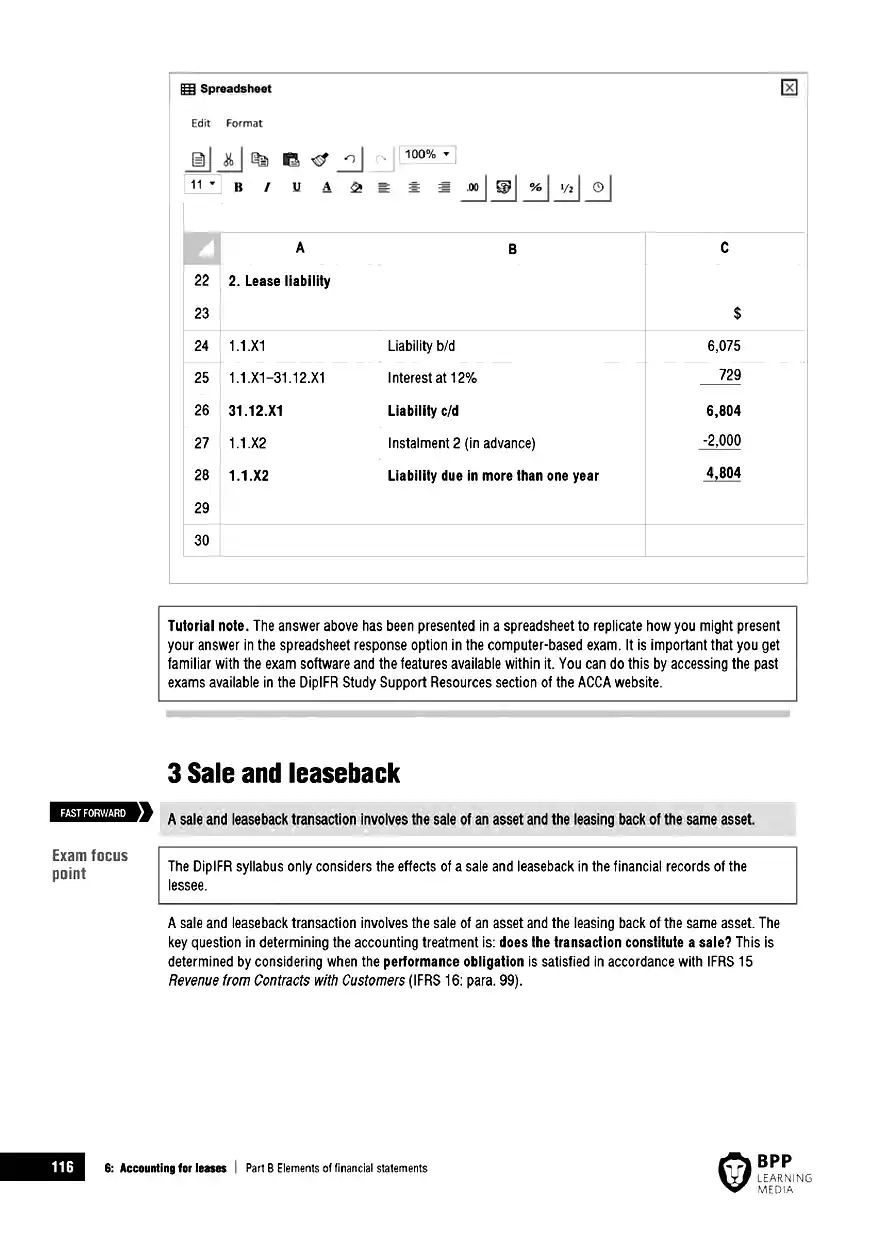 Spreadsheet
Edit Format
100%
11 B I U A .00 % 1/2
A B C
22 2. Lease liability
23 $
24 1.1.X1 Liability b/d 6,075
25 1.1.X1–31.12.X1 Interest at 12% 729
26 31.12.X1 Liability c/d 6,804
27 1.1.X2 Instalment 2 (in advance) -2,000
28 1.1.X2 Liability due in more than one year 4,804
29
30
Tutorial note. The answer above has been presented in a spreadsheet to replicate how you might present
your answer in the spreadsheet response option in the computer-based exam. It is important that you get
familiar with the exam software and the features available within it. You can do this by accessing the past
exams available in the DipIFR Study Support Resources section of the ACCA website.
3 Sale and leaseback
FAST FORWARD
A sale and leaseback transaction involves the sale of an asset and the leasing back of the same asset.
Exam focus
point
The DipIFR syllabus only considers the effects of a sale and leaseback in the financial records of the
lessee.
A sale and leaseback transaction involves the sale of an asset and the leasing back of the same asset. The
key question in determining the accounting treatment is: does the transaction constitute a sale? This is
determined by considering when the performance obligation is satisfied in accordance with IFRS 15
Revenue from Contracts with Customers (IFRS 16: para. 99).
116 6: Accounting for leases | Part B Elements of financial statements
BPP
LEARNING
MEDIA